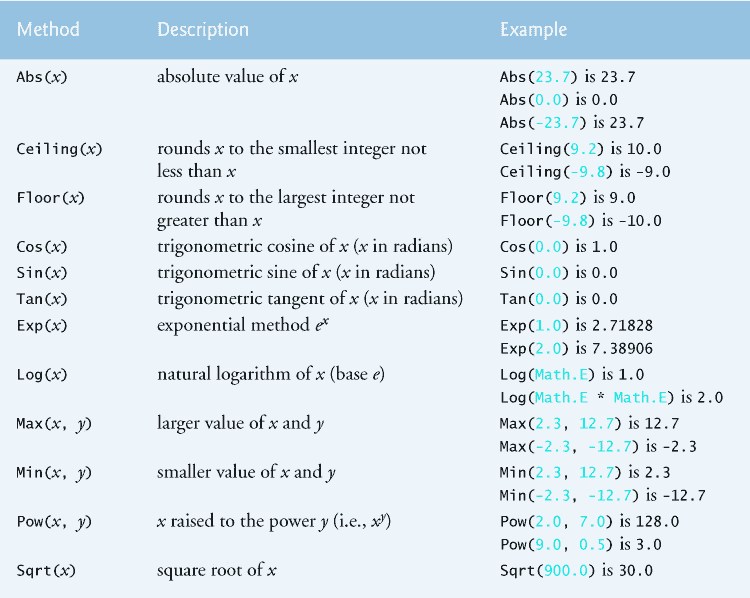 Method Description Example
Abs(x) absolute value of x Abs(23.7) is 23.7
Abs(0.0) is 0.0
Abs(-23.7) is 23.7
Ceiling(x) rounds x to the smallest integer not Ceiling(9.2) is 10.0
less than x Ceiling(-9.8) is -9.0
Floor(x) rounds x to the largest integer not Floor(9.2) is 9.0
greater than x Floor(-9.8) is -10.0
Cos(x) trigonometric cosine of x (x in radians) Cos(0.0) is 1.0
Sin(x) trigonometric sine of x (x in radians) Sin(0.0) is 0.0
Tan(x) trigonometric tangent of x (x in radians) Tan(0.0) is 0.0
Exp(x) exponential method eˣ Exp(1.0) is 2.71828
Exp(2.0) is 7.38906
Log(x) natural logarithm of x (base e) Log(Math.E) is 1.0
Log(Math.E * Math.E) is 2.0
Max(x, y) larger value of x and y Max(2.3, 12.7) is 12.7
Max(-2.3, -12.7) is -2.3
Min(x, y) smaller value of x and y Min(2.3, 12.7) is 2.3
Min(-2.3, -12.7) is -12.7
Pow(x, y) x raised to the power y (i.e., xʸ) Pow(2.0, 7.0) is 128.0
Pow(9.0, 0.5) is 3.0
Sqrt(x) square root of x Sqrt(900.0) is 30.0